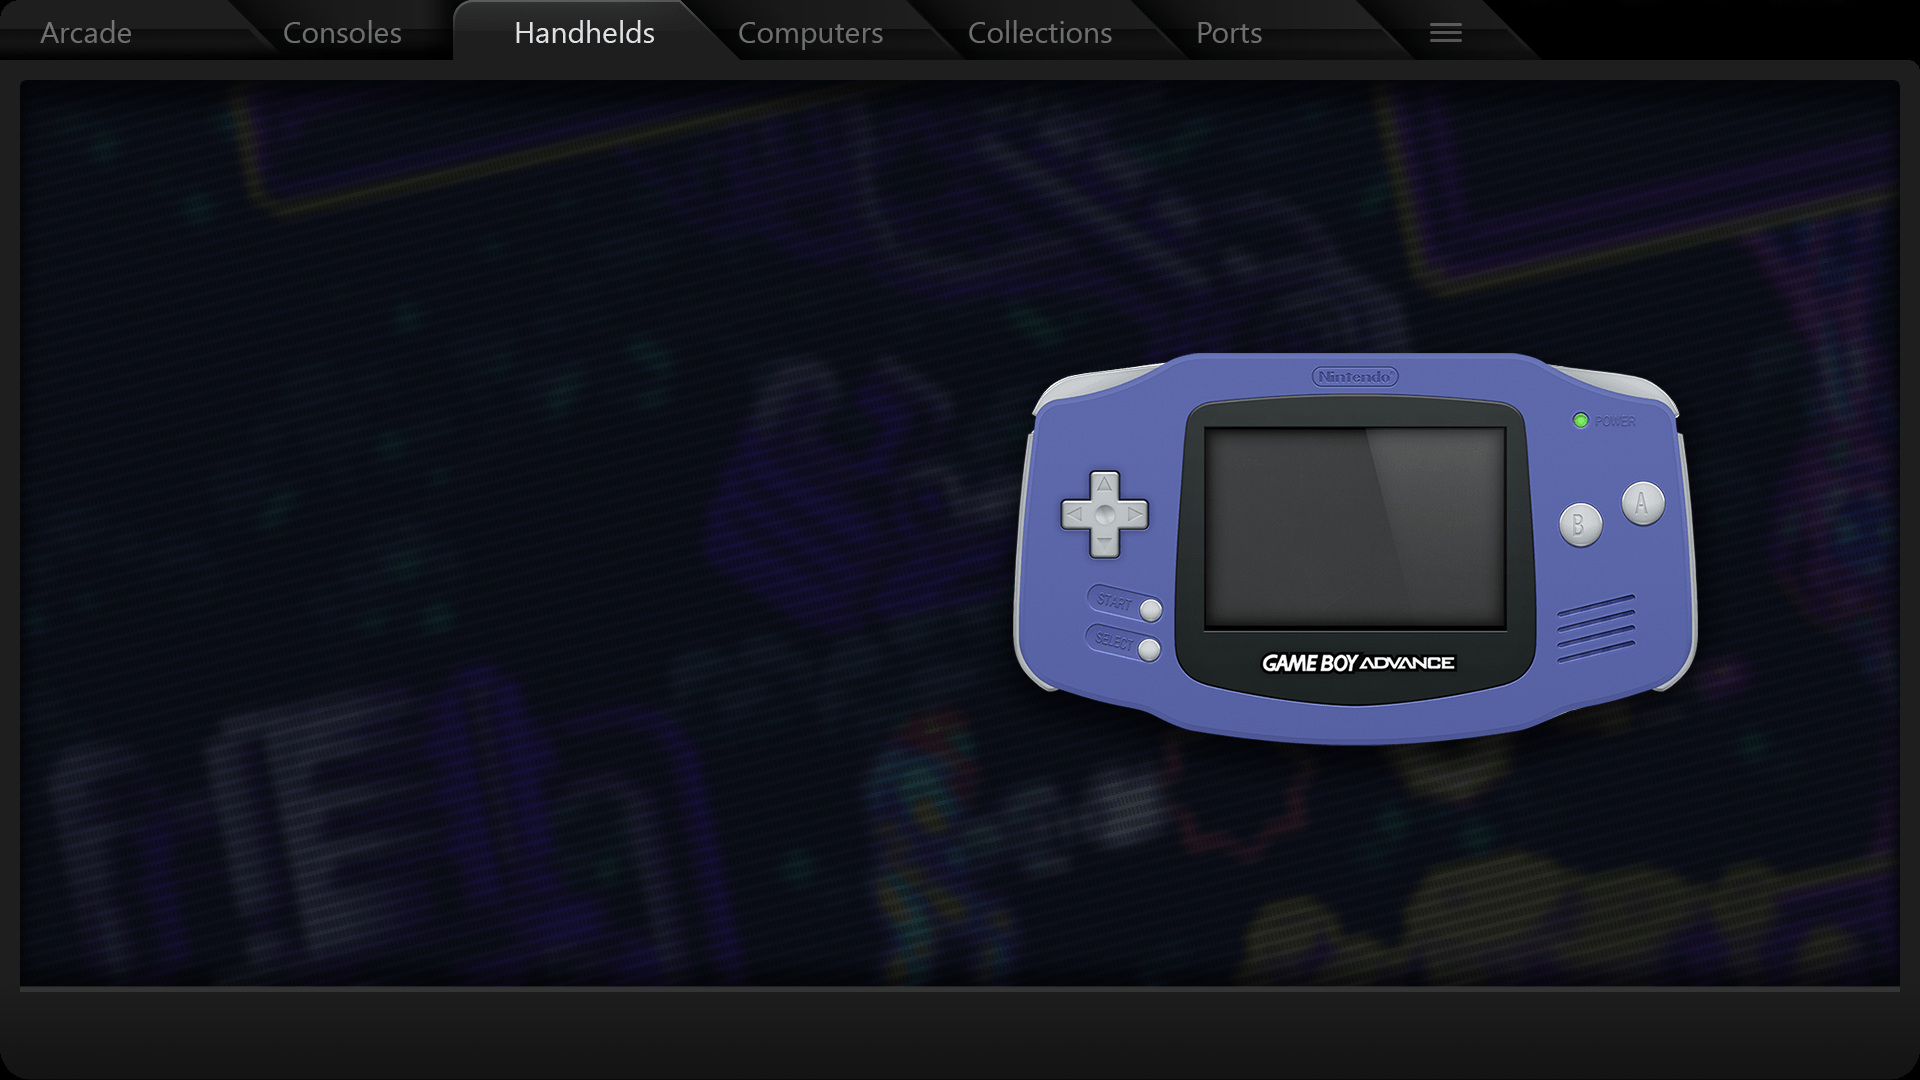 Arcade
Consoles
Handhelds
Computers
Collections
Ports
Nintendo
POWER
A
B
START
SELECT
GAME BOY ADVANCE